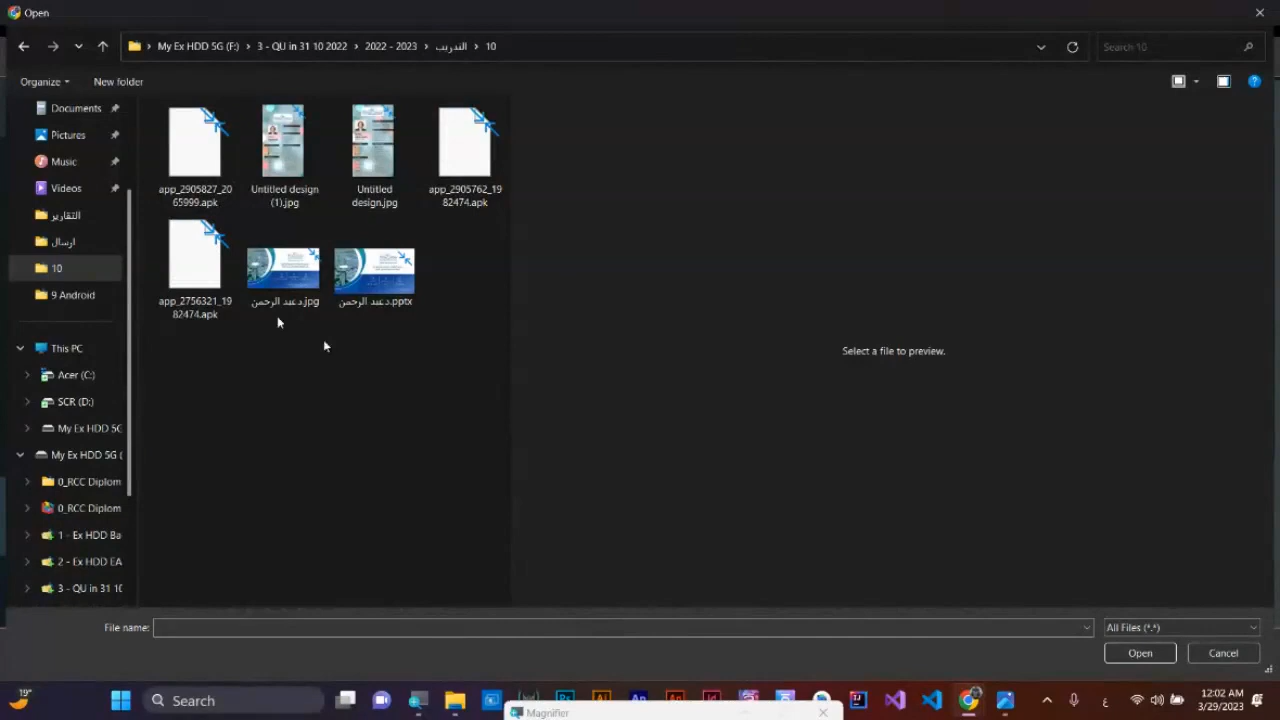 Open
My Ex HDD 5G (F:) › 3 - QU in 31 10 2022 › 2022 - 2023 › التدريب › 10
Search 10
Organize
New folder
Documents
Pictures
Music
Videos
التقارير
ارسال
10
9 Android
This PC
Acer (C:)
SCR (D:)
My Ex HDD 5G
My Ex HDD 5G (
0_RCC Diplom
0_RCC Diplom
1 - Ex HDD Ba
2 - Ex HDD EA
3 - QU in 31 10
app_2905827_20
65999.apk
Untitled design
(1).jpg
Untitled
design.jpg
app_2905762_19
82474.apk
app_2756321_19
82474.apk
د.عبد الرحمن.jpg
د.عبد الرحمن.pptx
Select a file to preview.
File name:
All Files (*.*)
Open
Cancel
19°
Search
Magnifier
ع
12:02 AM
3/29/2023